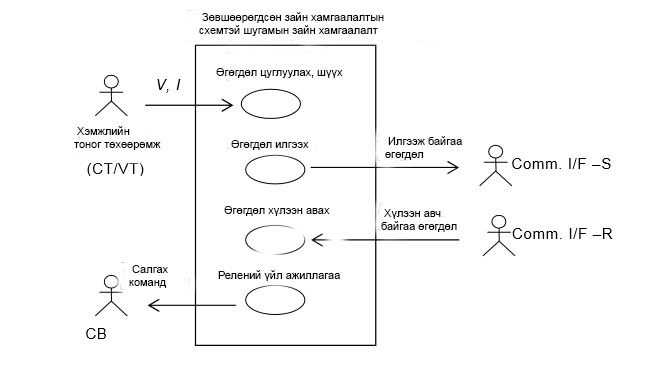 Зөвшөөрөгдсөн зайн хамгаалалтын
схемтэй шугамын зайн хамгаалалт
Өгөгдөл цуглуулах, шүүх
V, I
Хэмжлийн
тоног төхөөрөмж
(CT/VT)
Өгөгдөл илгээх
Илгээж байгаа
өгөгдөл
Comm. I/F –S
Өгөгдөл хүлээн авах
Хүлээн авч
байгаа өгөгдөл
Comm. I/F –R
Салгах
команд
Релений үйл ажиллагаа
CB